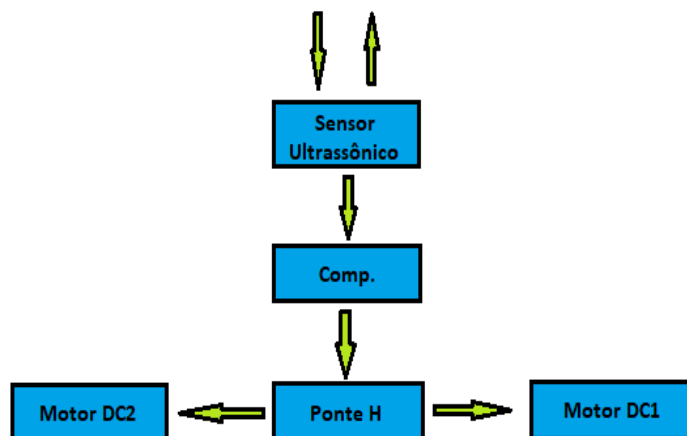 Sensor
Ultrassônico
Comp.
Motor DC2
Ponte H
Motor DC1